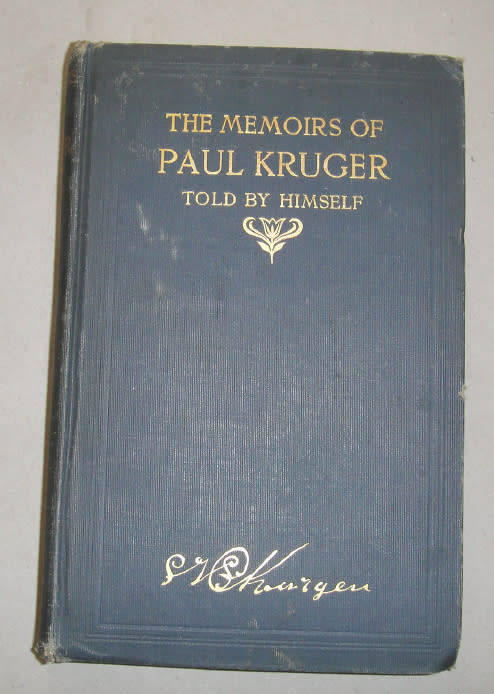 THE MEMOIRS OF
PAUL KRUGER
TOLD BY HIMSELF